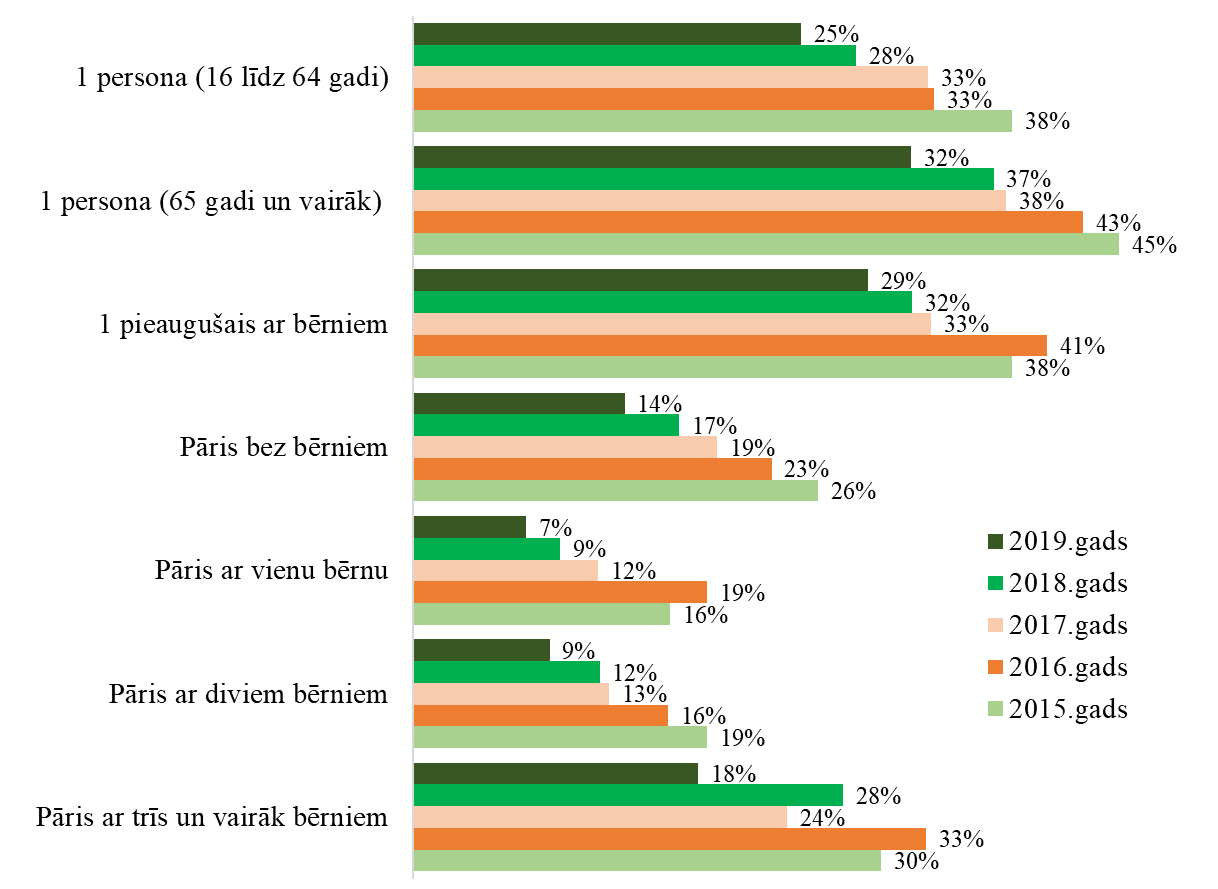 1 persona (16 līdz 64 gadi)
25%
28%
33%
33%
38%
1 persona (65 gadi un vairāk)
32%
37%
38%
43%
45%
1 pieaugušais ar bērniem
29%
32%
33%
41%
38%
Pāris bez bērniem
14%
17%
19%
23%
26%
Pāris ar vienu bērnu
7%
9%
12%
19%
16%
Pāris ar diviem bērniem
9%
12%
13%
16%
19%
Pāris ar trīs un vairāk bērniem
18%
28%
24%
33%
30%
2019.gads
2018.gads
2017.gads
2016.gads
2015.gads